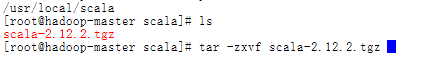 /usr/local/scala
[root@hadoop-master scala]# ls
scala-2.12.2.tgz
[root@hadoop-master scala]# tar -zxvf scala-2.12.2.tgz